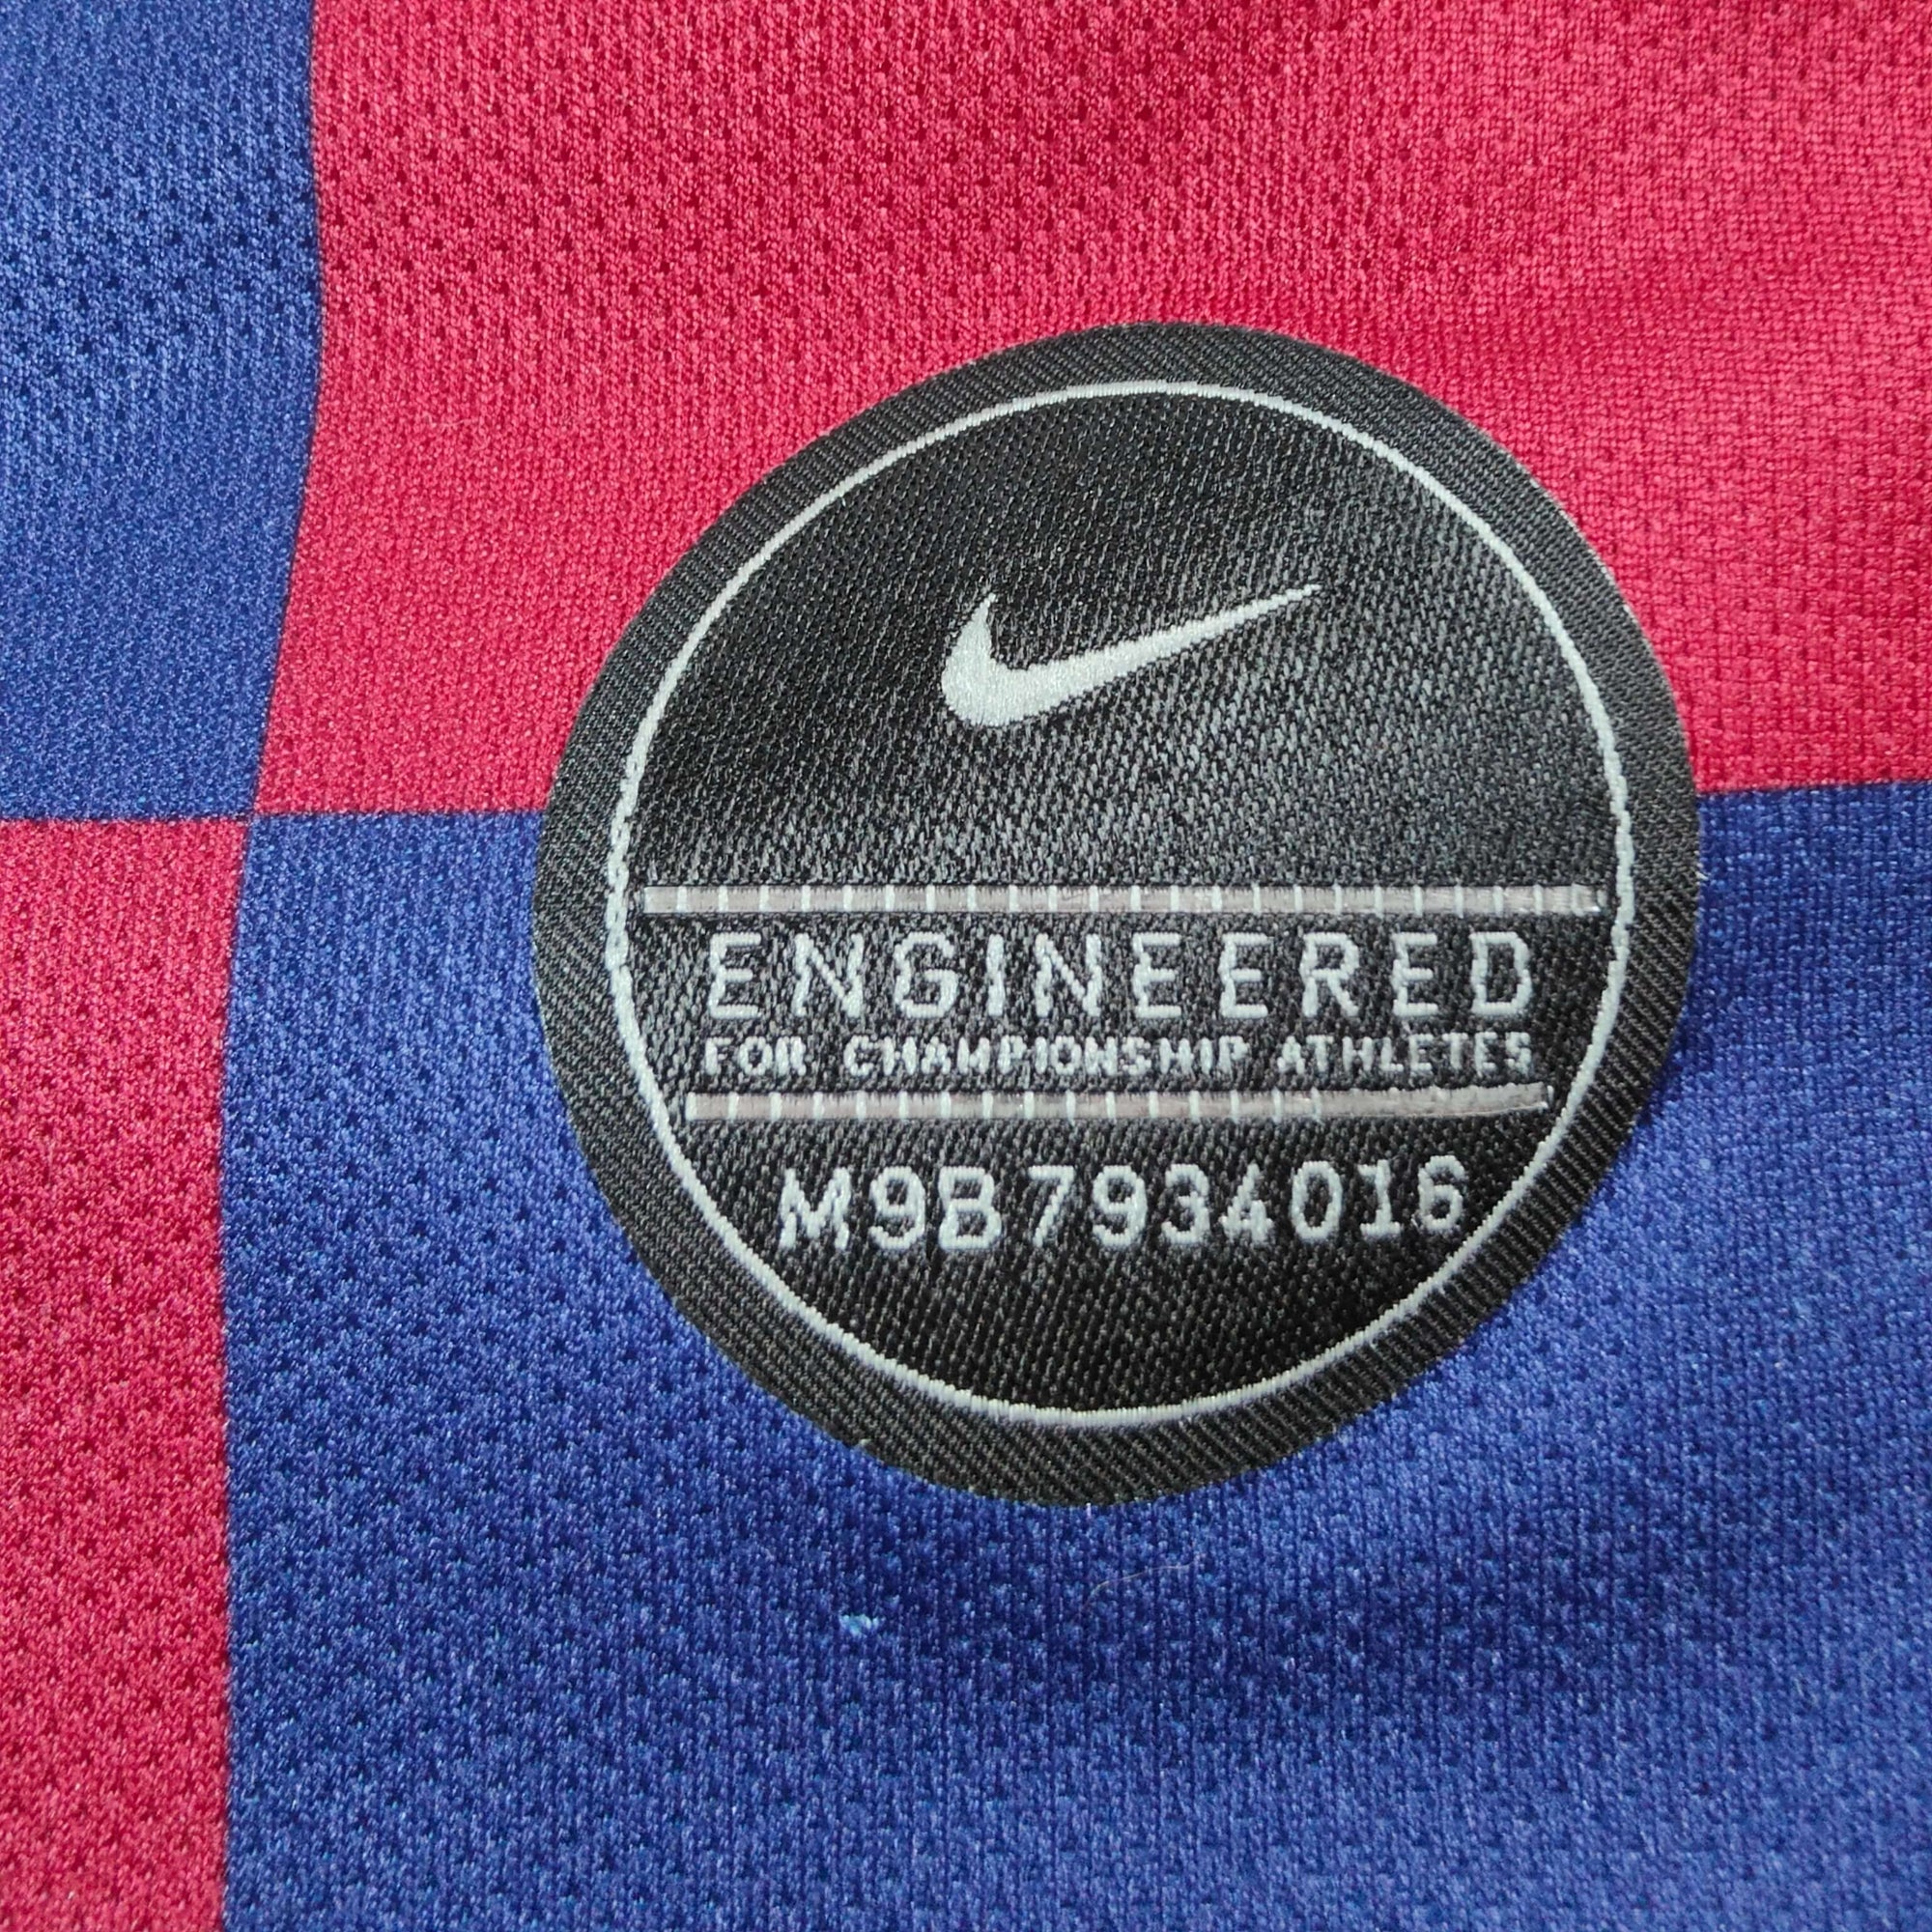 ENGINEERED
FOR CHAMPIONSHIP ATHLETES
M9B7934016